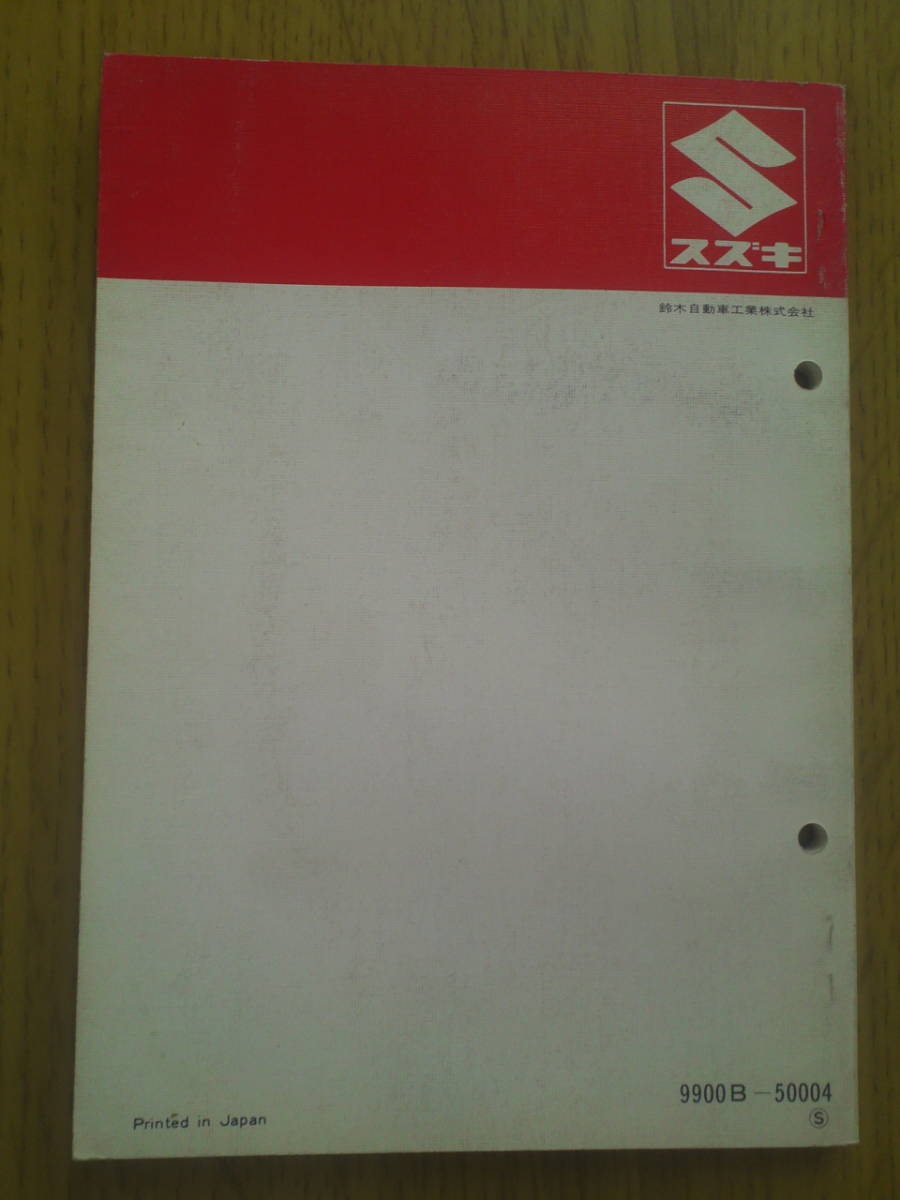 スズキ
鈴木自動車工業株式会社
9900B-50004
Ⓢ
Printed in Japan